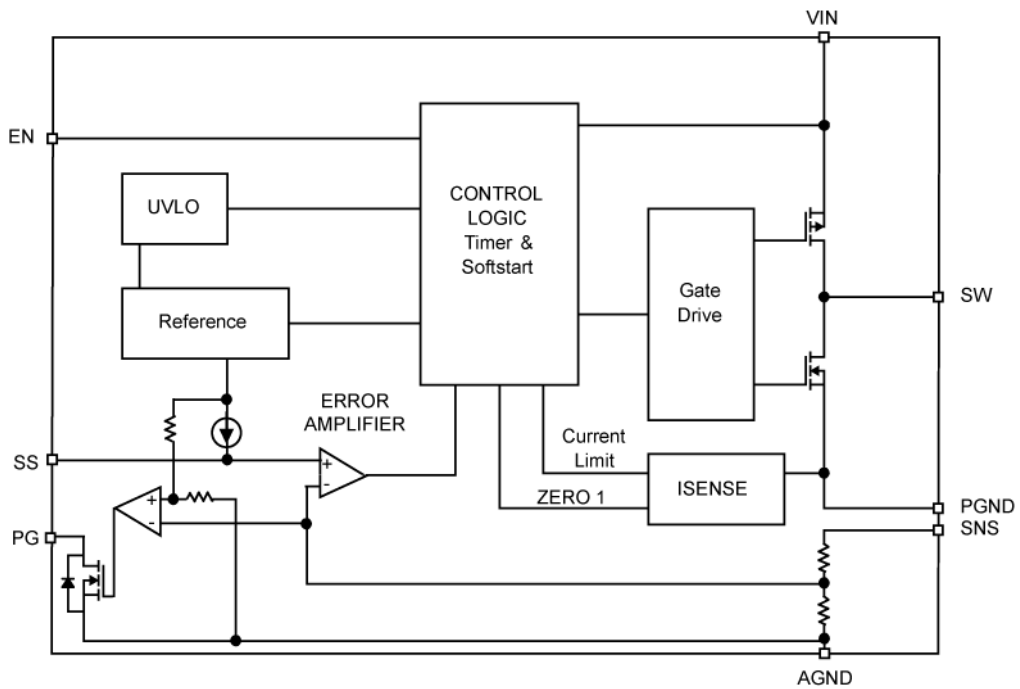 VIN
EN
UVLO
CONTROL
LOGIC
Timer &
Softstart
Gate
Drive
SW
Reference
ERROR
AMPLIFIER
SS
+
-
Current
Limit
ISENSE
ZERO 1
+
-
PGND
SNS
PG
AGND